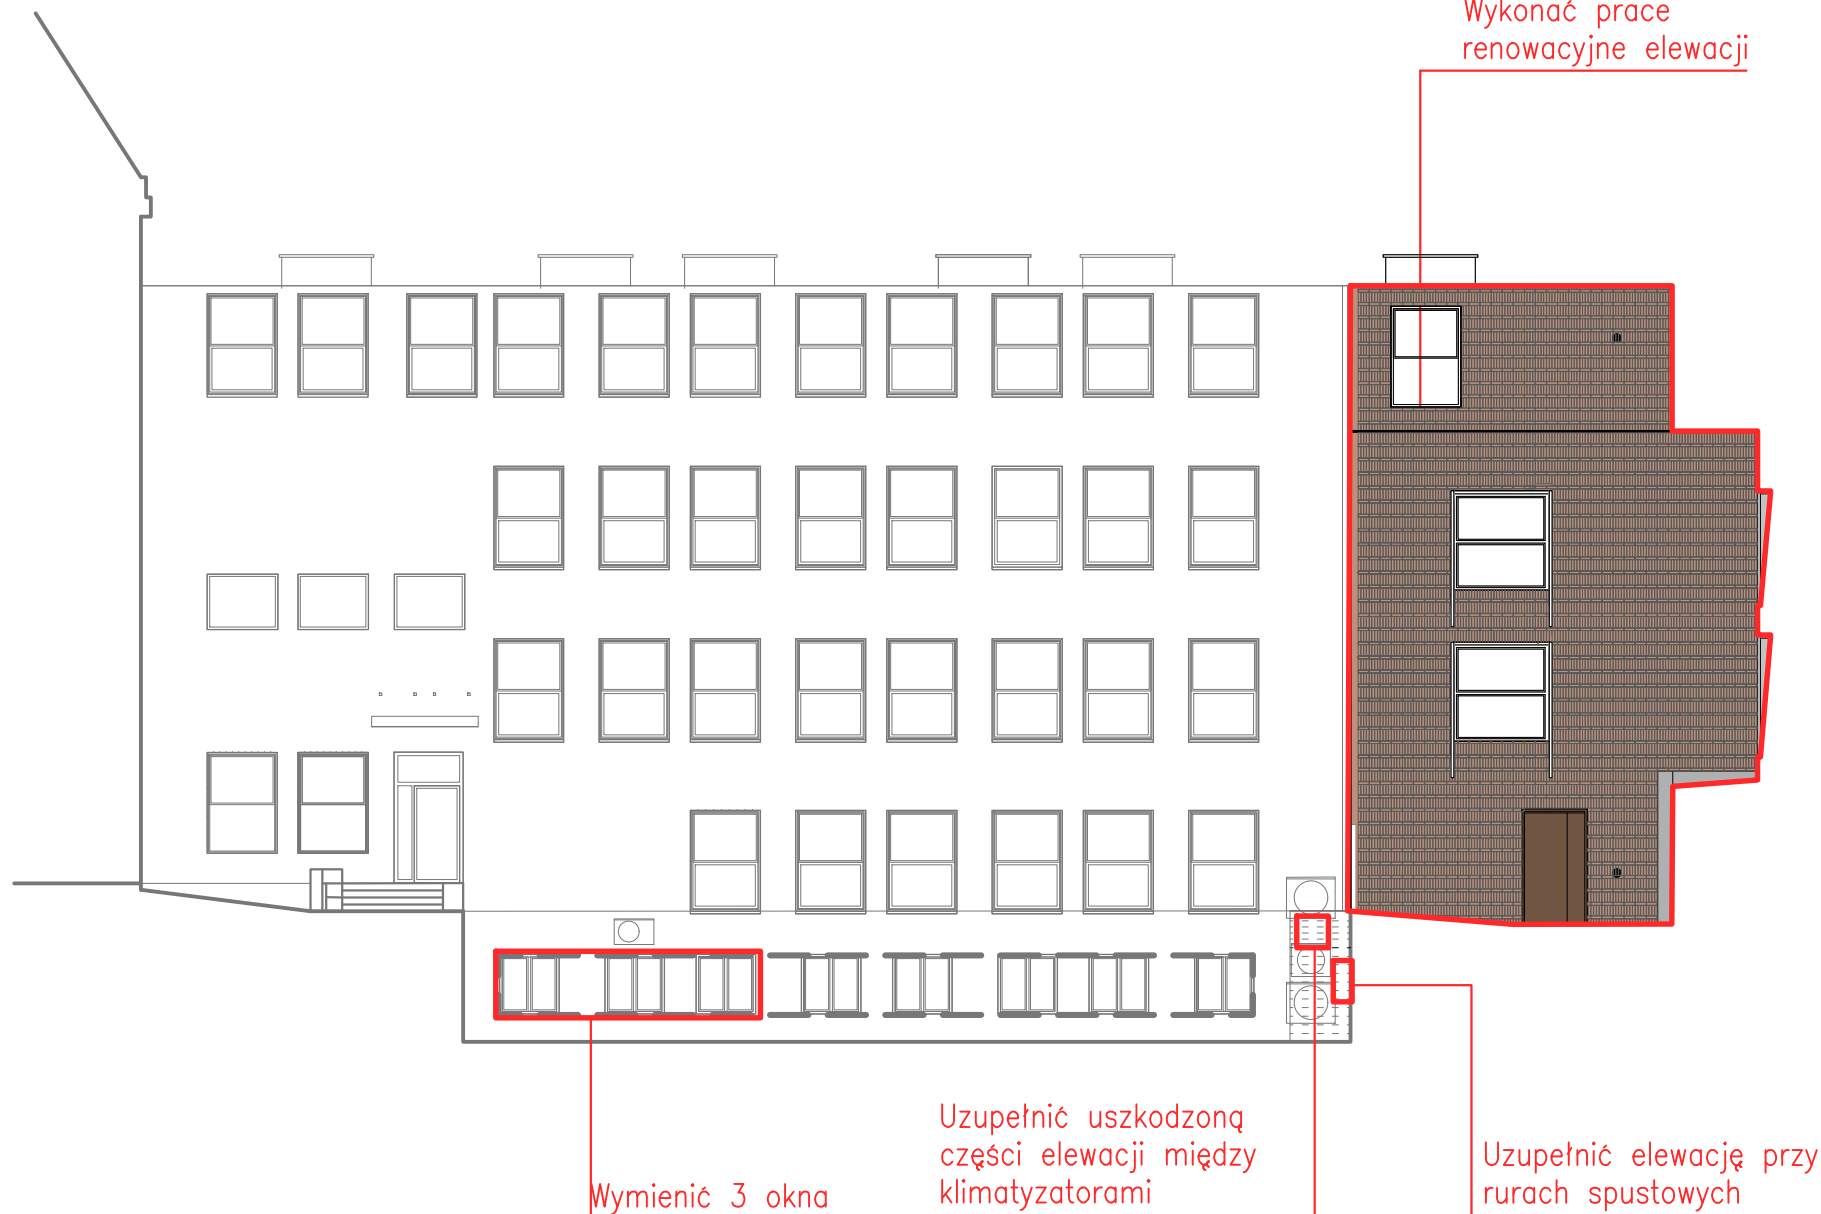 Wykonać prace
renowacyjne elewacji
Uzupełnić uszkodzoną
części elewacji między
klimatyzatorami
Uzupełnić elewację przy
rurach spustowych
Wymienić 3 okna